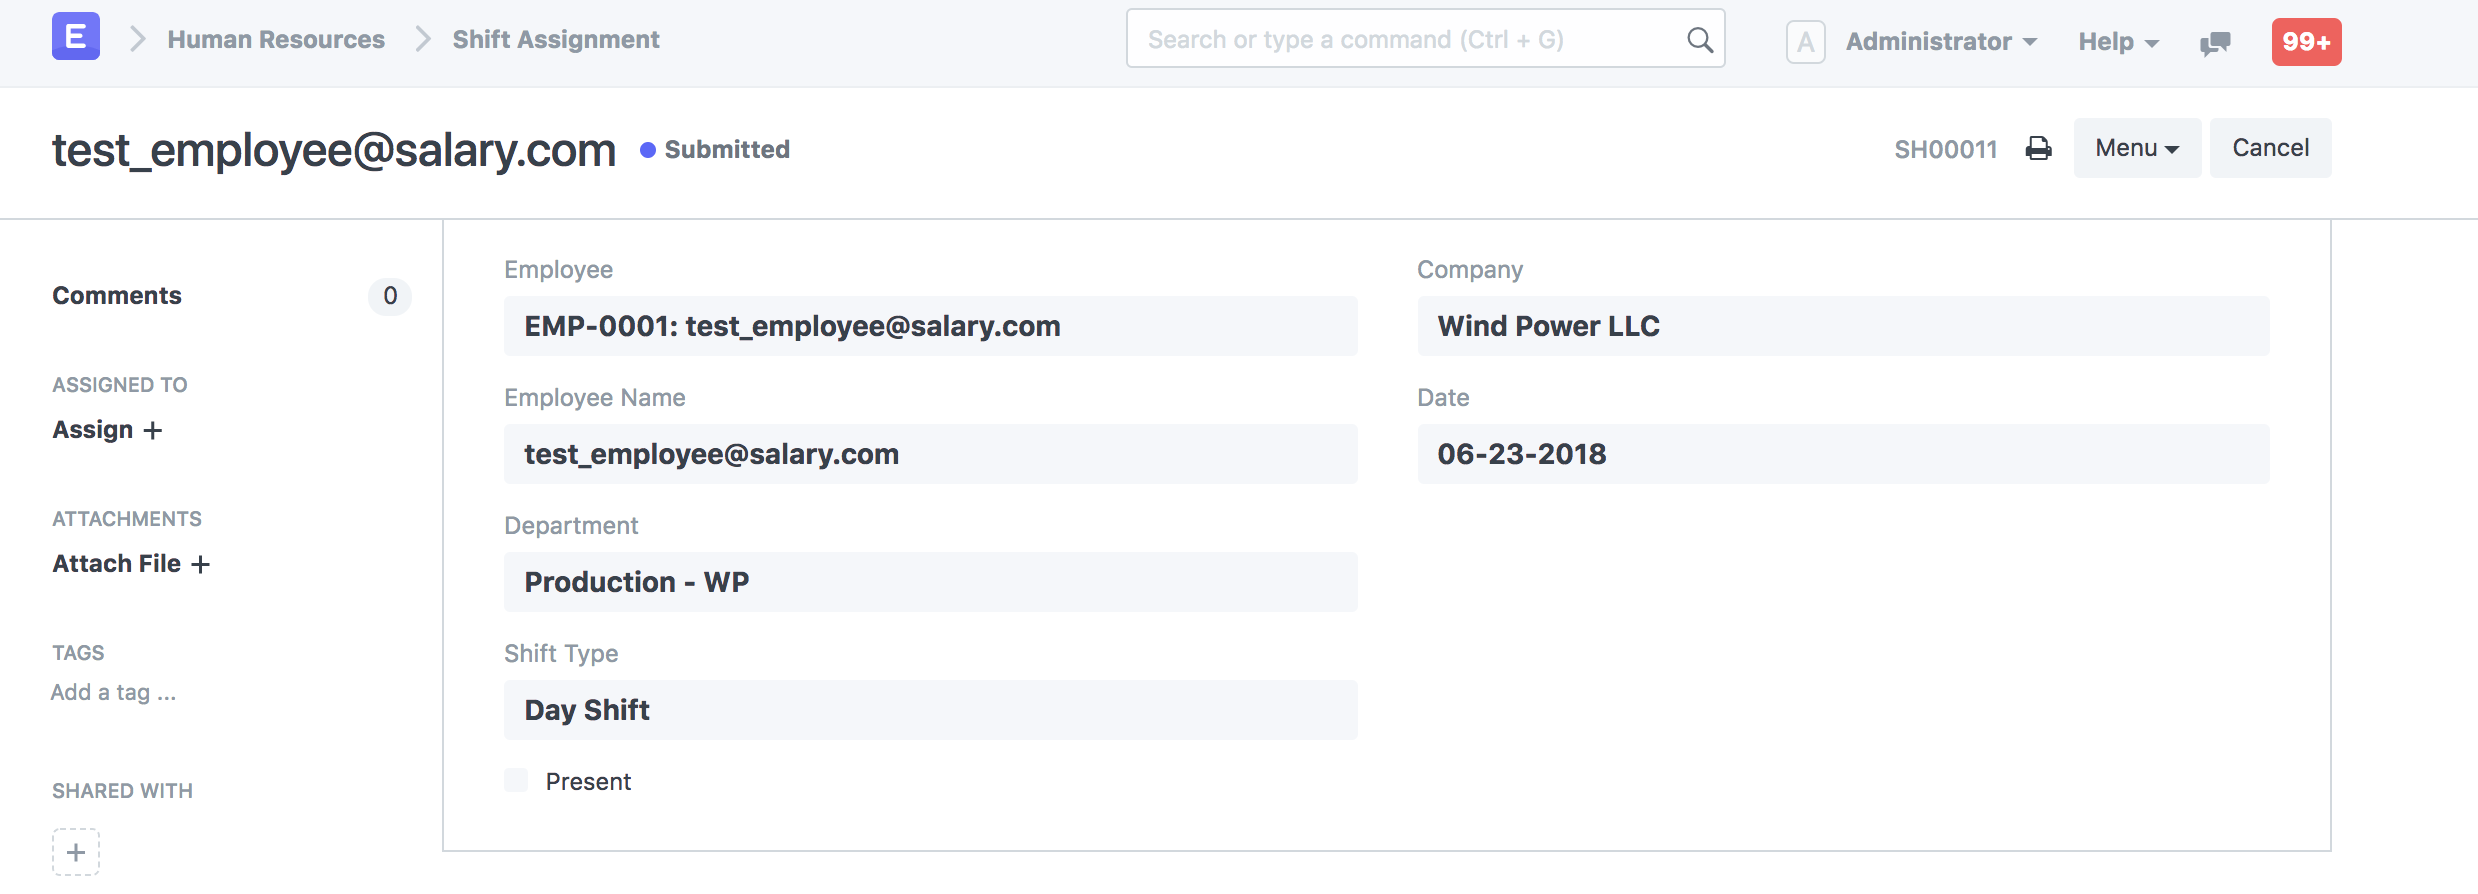 E Human Resources Shift Assignment Search or type a command (Ctrl + G) A Administrator Help 99+
test_employee@salary.com Submitted SH00011 Menu Cancel
Comments 0
ASSIGNED TO
Assign +
ATTACHMENTS
Attach File +
TAGS
Add a tag ...
SHARED WITH
+
Employee
EMP-0001: test_employee@salary.com
Employee Name
test_employee@salary.com
Department
Production - WP
Shift Type
Day Shift
Present
Company
Wind Power LLC
Date
06-23-2018